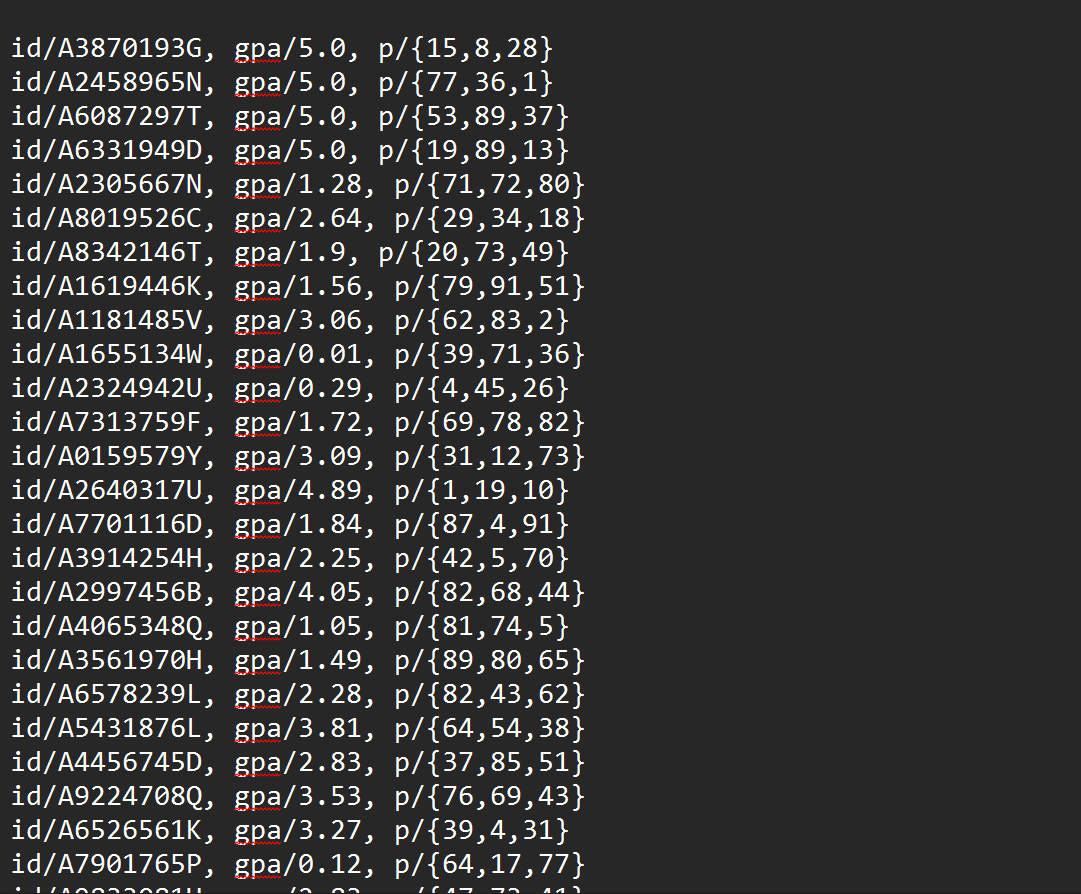 id/A3870193G, gpa/5.0, p/{15,8,28}
id/A2458965N, gpa/5.0, p/{77,36,1}
id/A6087297T, gpa/5.0, p/{53,89,37}
id/A6331949D, gpa/5.0, p/{19,89,13}
id/A2305667N, gpa/1.28, p/{71,72,80}
id/A8019526C, gpa/2.64, p/{29,34,18}
id/A8342146T, gpa/1.9, p/{20,73,49}
id/A1619446K, gpa/1.56, p/{79,91,51}
id/A1181485V, gpa/3.06, p/{62,83,2}
id/A1655134W, gpa/0.01, p/{39,71,36}
id/A2324942U, gpa/0.29, p/{4,45,26}
id/A7313759F, gpa/1.72, p/{69,78,82}
id/A0159579Y, gpa/3.09, p/{31,12,73}
id/A2640317U, gpa/4.89, p/{1,19,10}
id/A7701116D, gpa/1.84, p/{87,4,91}
id/A3914254H, gpa/2.25, p/{42,5,70}
id/A2997456B, gpa/4.05, p/{82,68,44}
id/A4065348Q, gpa/1.05, p/{81,74,5}
id/A3561970H, gpa/1.49, p/{89,80,65}
id/A6578239L, gpa/2.28, p/{82,43,62}
id/A5431876L, gpa/3.81, p/{64,54,38}
id/A4456745D, gpa/2.83, p/{37,85,51}
id/A9224708Q, gpa/3.53, p/{76,69,43}
id/A6526561K, gpa/3.27, p/{39,4,31}
id/A7901765P, gpa/0.12, p/{64,17,77}